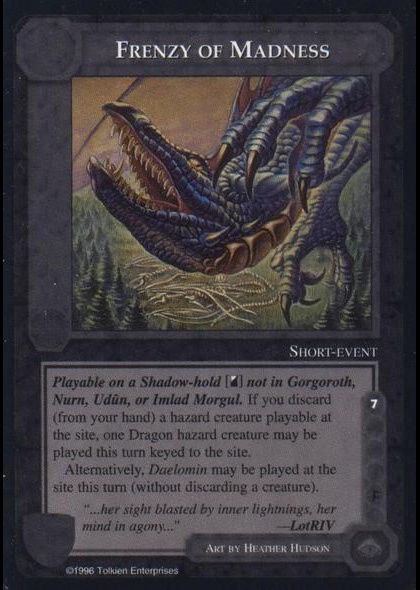 FRENZY OF MADNESS
SHORT-EVENT
Playable on a Shadow-hold [] not in Gorgoroth,
Nurn, Udûn, or Imlad Morgul. If you discard
(from your hand) a hazard creature playable at
the site, one Dragon hazard creature may be
played this turn keyed to the site.
Alternatively, Daelomin may be played at the
site this turn (without discarding a creature).
7
F
"...her sight blasted by inner lightnings, her
mind in agony..." —LotRIV
ART BY HEATHER HUDSON
©1996 Tolkien Enterprises